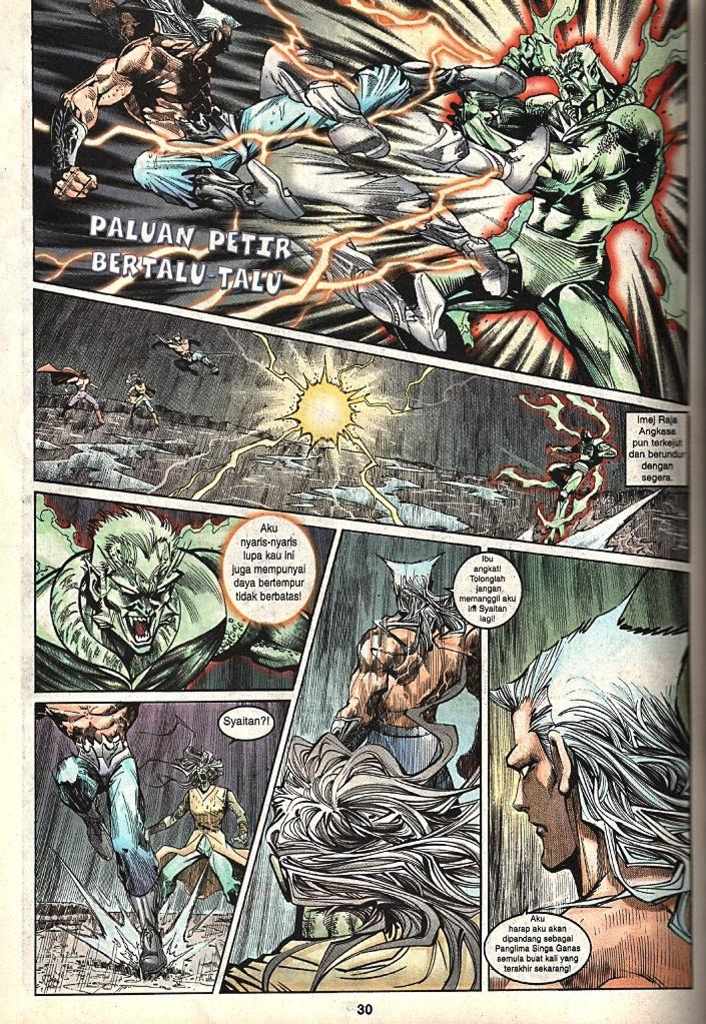 PALUAN PETIR
BERTALU-TALU
Imej Raja
Angkasa
pun terkejut
dan berundur
dengan
segera.
Aku
nyaris-nyaris
lupa kau ini
juga mempunyai
daya bertempur
tidak berbatas!
Ibu
angkat!
Tolonglah
jangan
memanggil aku
ini Syaitan
lagi!
Syaitan?!
Aku
harap aku akan
dipandang sebagai
Panglima Singa Ganas
semula buat kali yang
terakhir sekarang!
30